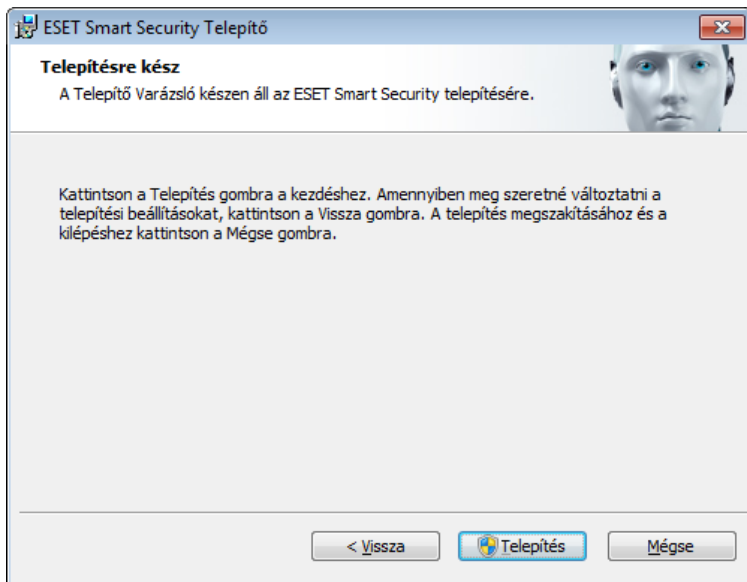 ESET Smart Security Telepítő
Telepítésre kész
A Telepítő Varázsló készen áll az ESET Smart Security telepítésére.
Kattintson a Telepítés gombra a kezdéshez. Amennyiben meg szeretné változtatni a
telepítési beállításokat, kattintson a Vissza gombra. A telepítés megszakításához és a
kilépéshez kattintson a Mégse gombra.
< Vissza
Telepítés
Mégse